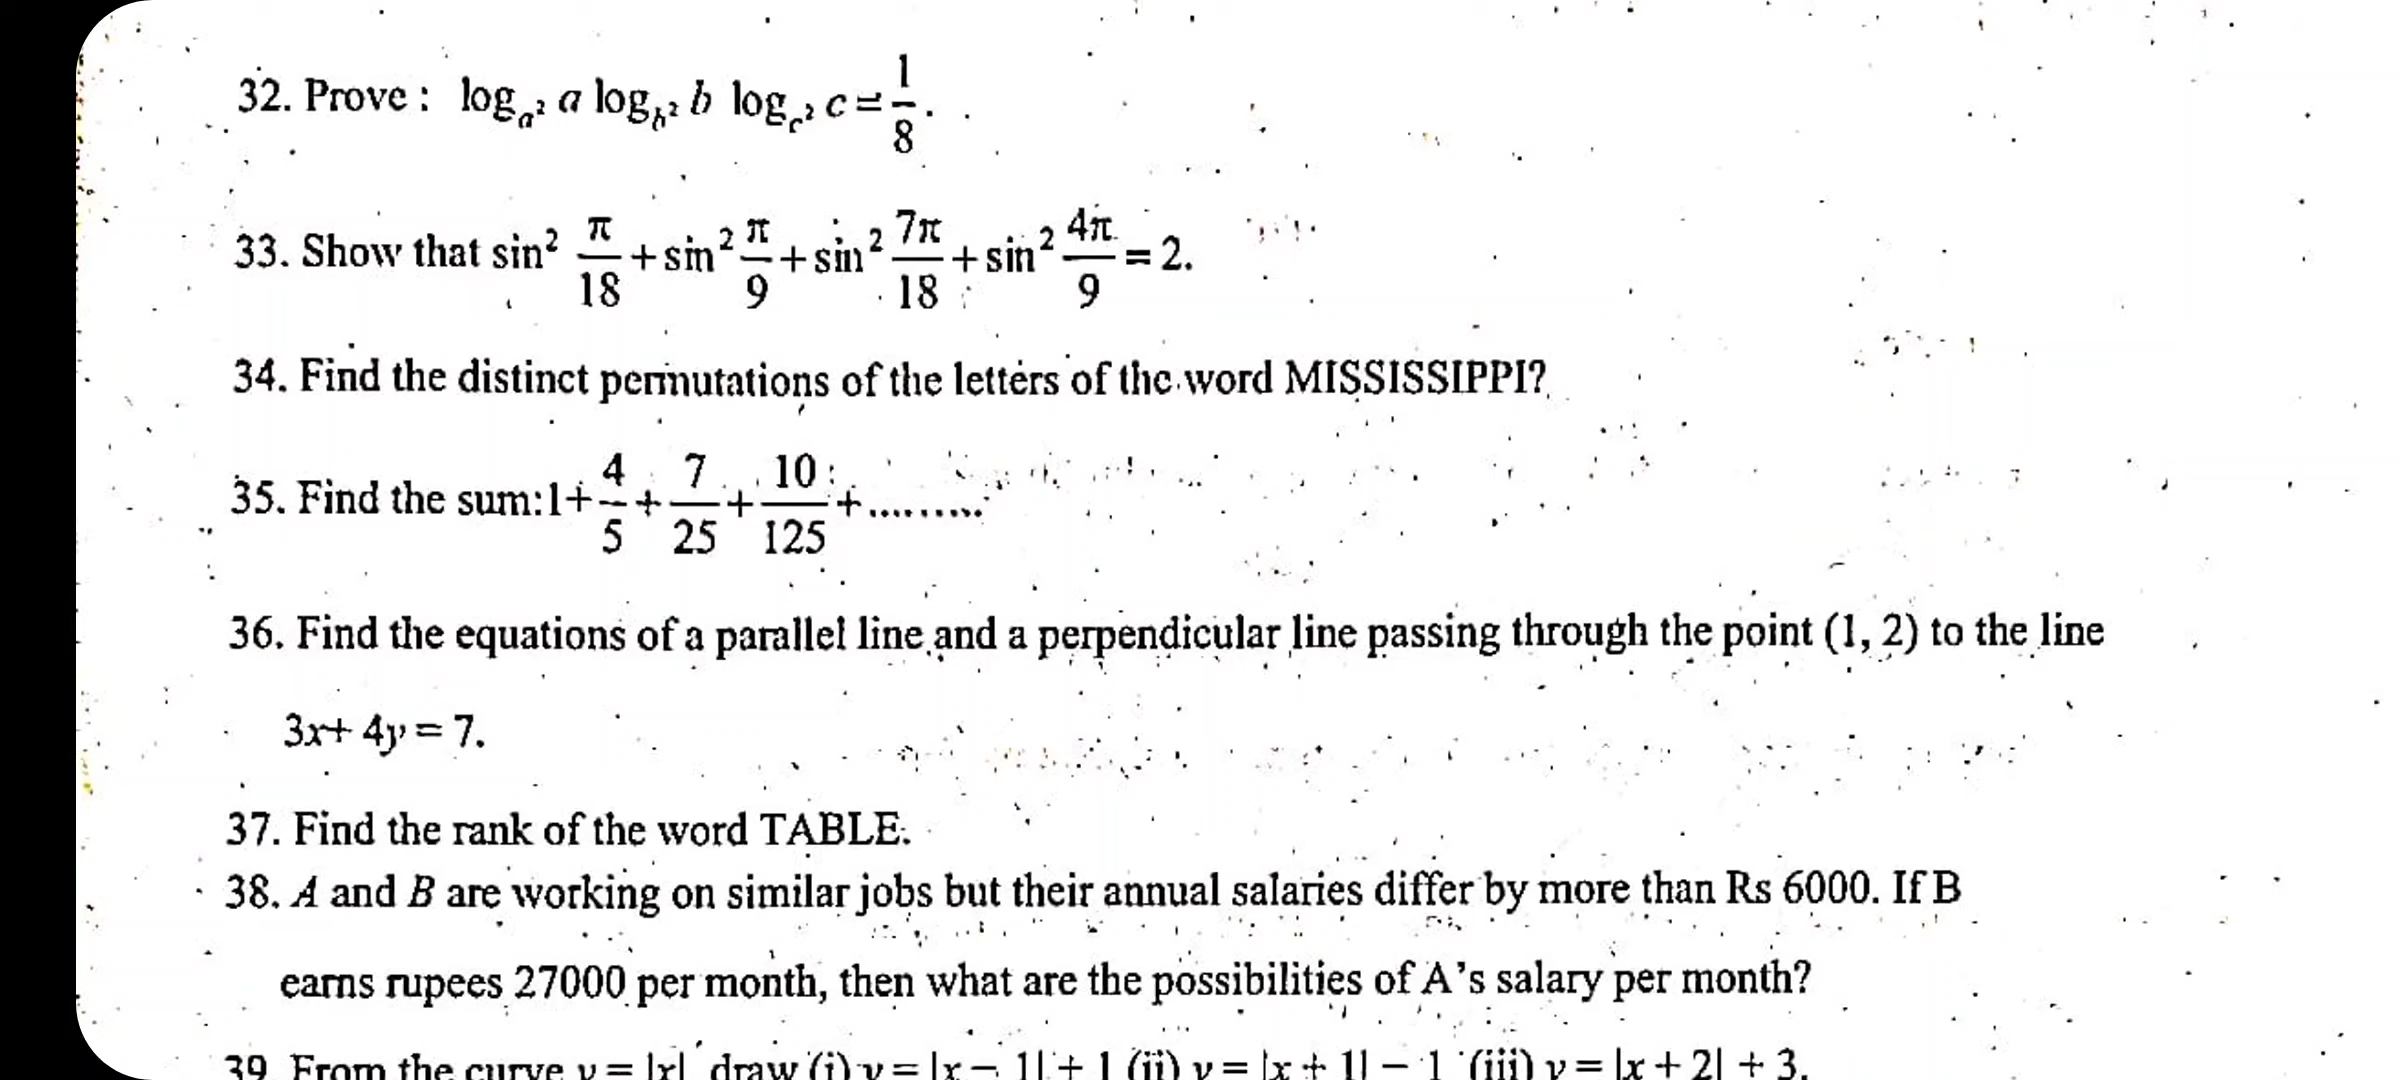 32. Prove : log_{a²} a log_{b²} b log_{c²} c = 1/8.
33. Show that sin² π/18 + sin² π/9 + sin² 7π/18 + sin² 4π/9 = 2.
34. Find the distinct permutations of the letters of the word MISSISSIPPI?
35. Find the sum:1+ 4/5 + 7/25 + 10/125 +..........
36. Find the equations of a parallel line and a perpendicular line passing through the point (1, 2) to the line
3x+ 4y = 7.
37. Find the rank of the word TABLE.
38. A and B are working on similar jobs but their annual salaries differ by more than Rs 6000. If B
earns rupees 27000 per month, then what are the possibilities of A's salary per month?
39. From the curve y = |x| draw (i) y = |x – 1| + 1 (ii) y = |x + 1| – 1 (iii) y = |x + 2| + 3.